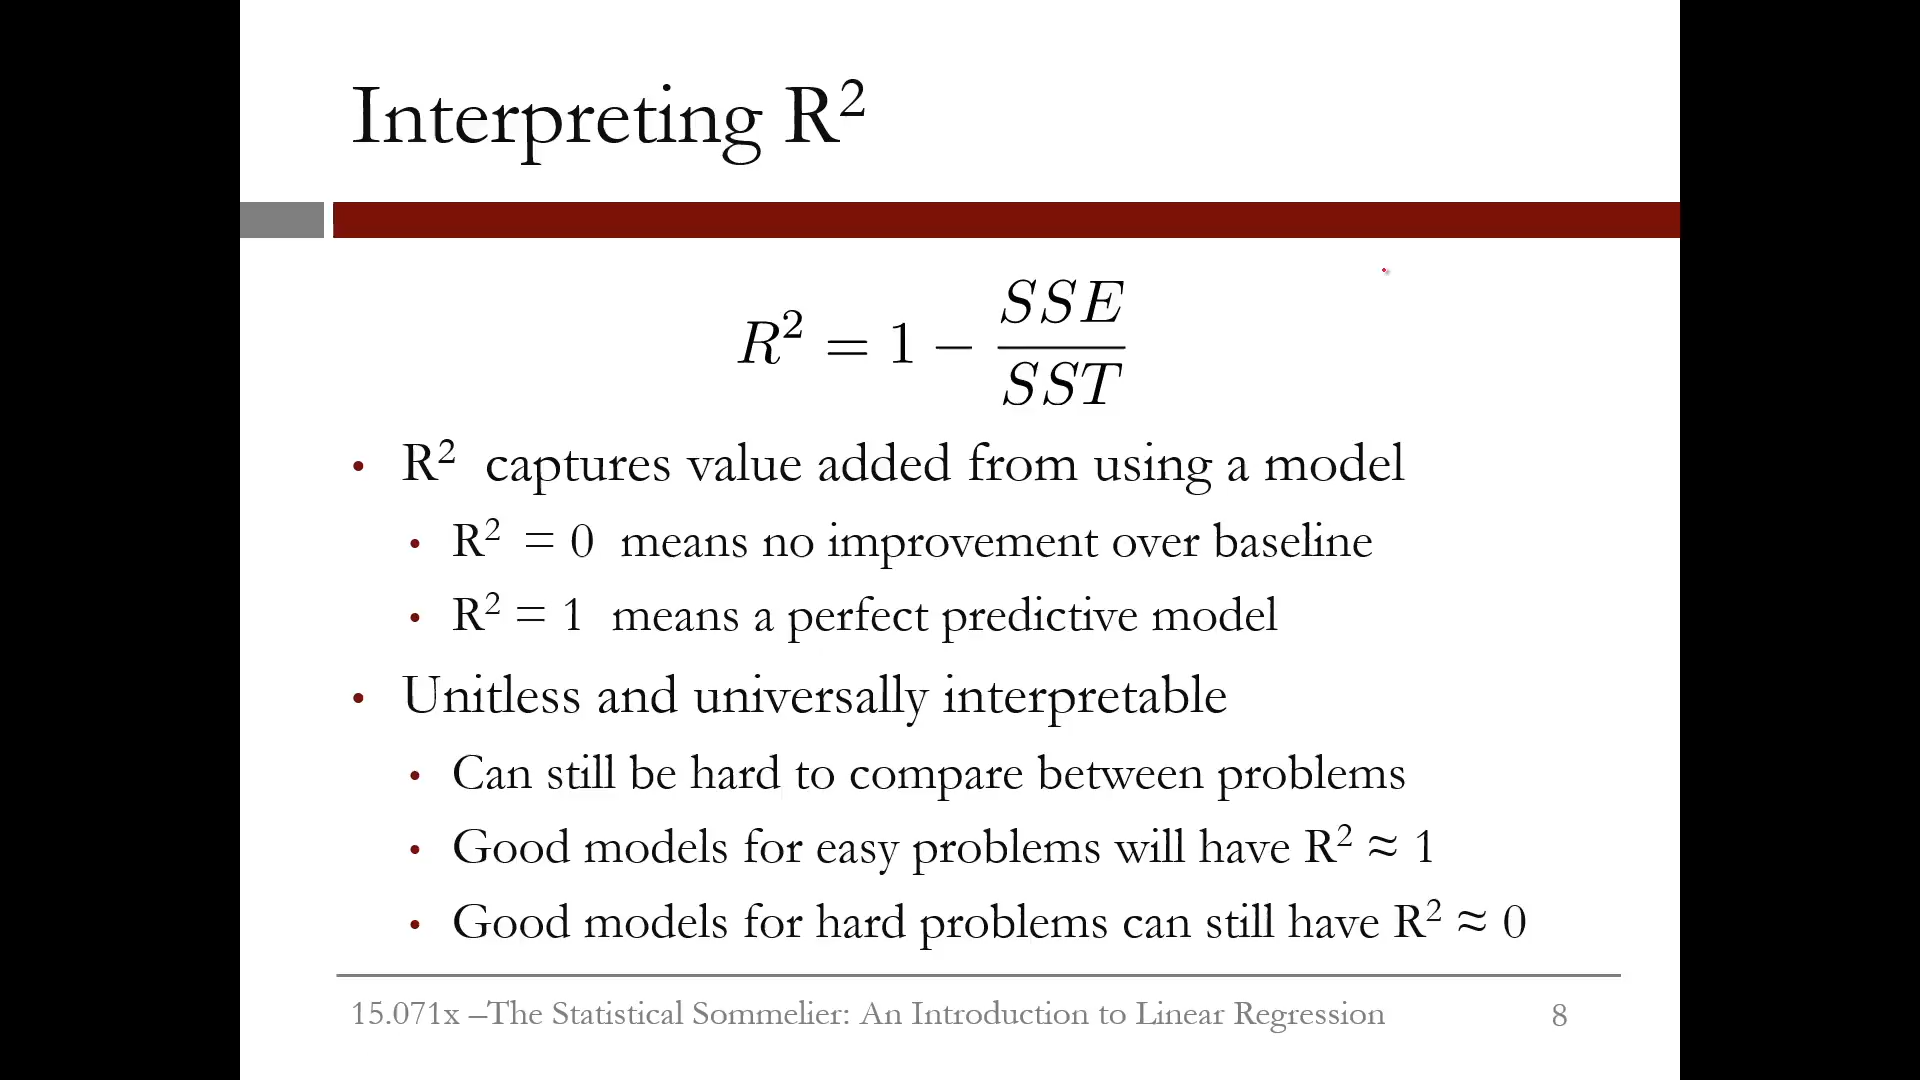 Interpreting R²
R² = 1 − SSE/SST
• R² captures value added from using a model
• R² = 0 means no improvement over baseline
• R² = 1 means a perfect predictive model
• Unitless and universally interpretable
• Can still be hard to compare between problems
• Good models for easy problems will have R² ≈ 1
• Good models for hard problems can still have R² ≈ 0
15.071x –The Statistical Sommelier: An Introduction to Linear Regression 8